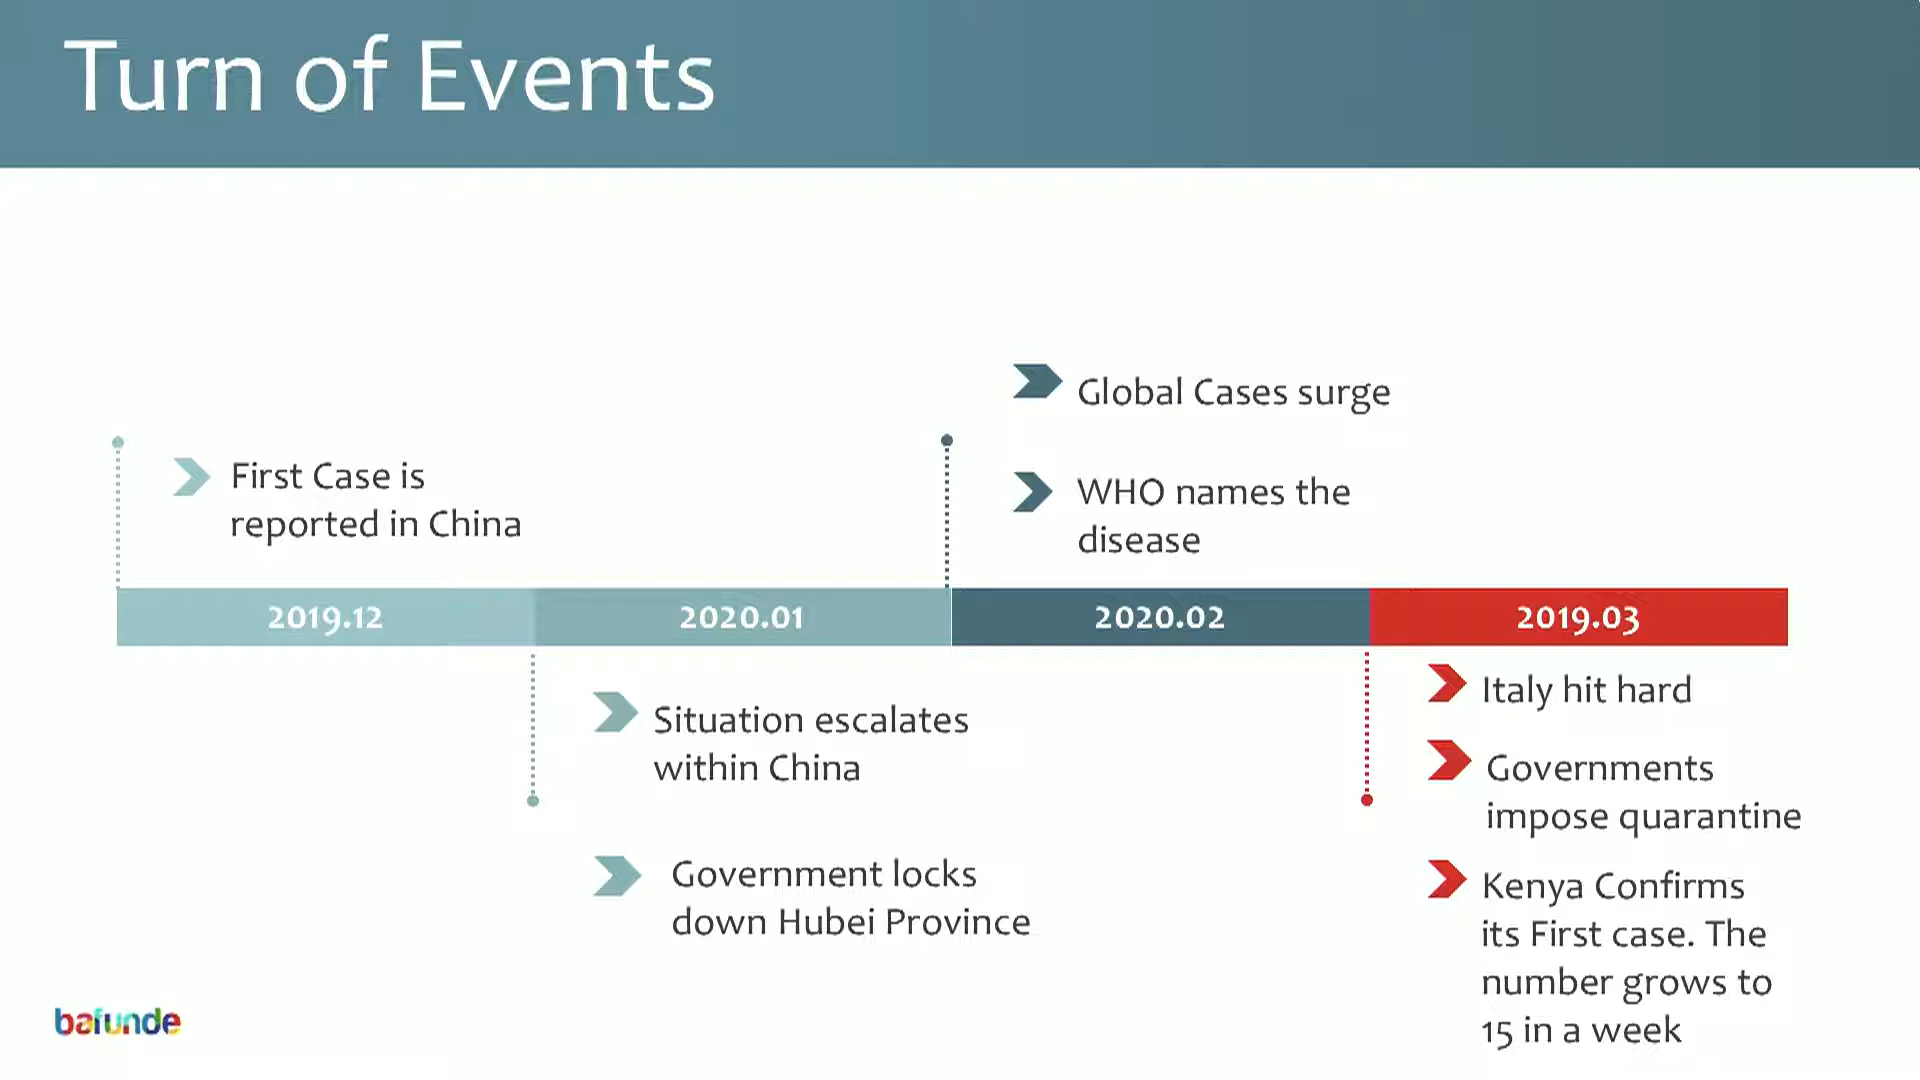 Turn of Events
Global Cases surge
First Case is
reported in China
WHO names the
disease
2019.12
2020.01
2020.02
2019.03
Situation escalates
within China
Government locks
down Hubei Province
Italy hit hard
Governments
impose quarantine
Kenya Confirms
its First case. The
number grows to
15 in a week
bafunde